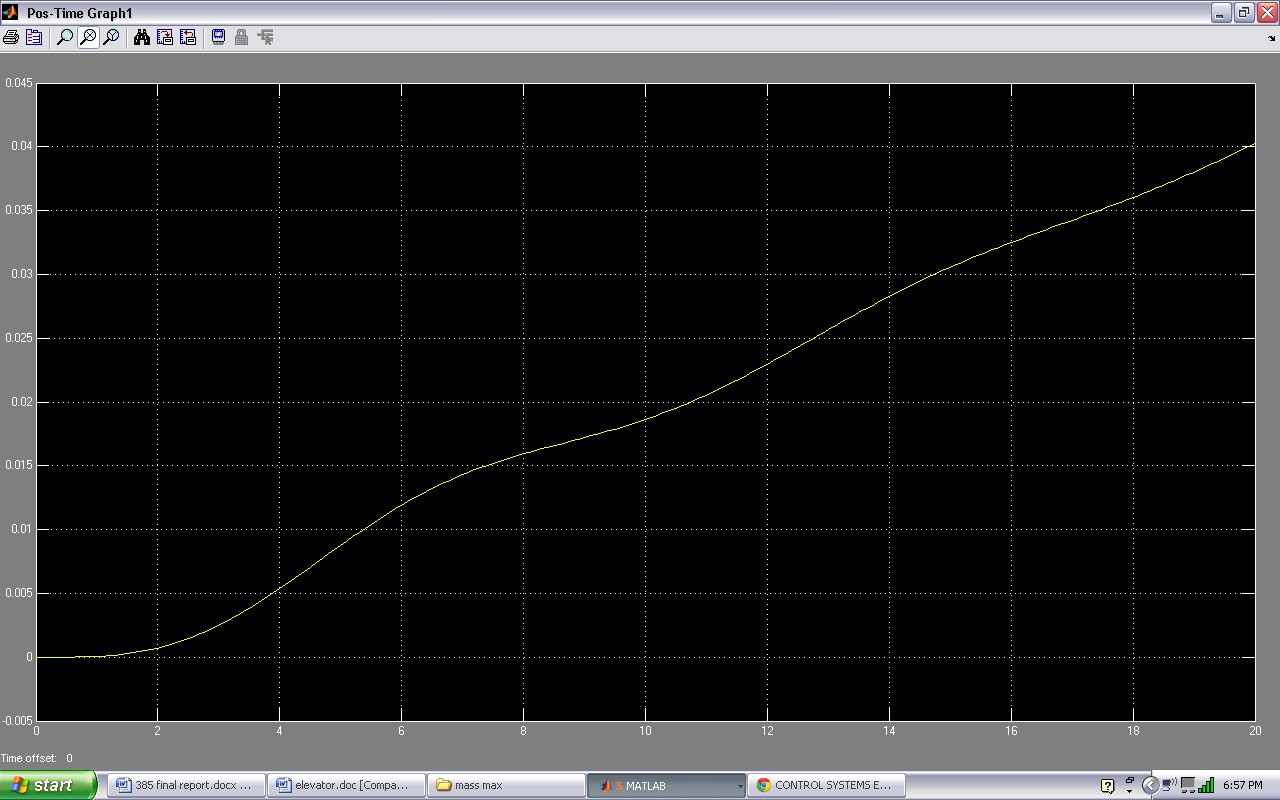 Pos-Time Graph1
0.045
0.04
0.035
0.03
0.025
0.02
0.015
0.01
0.005
0
-0.005
0 2 4 6 8 10 12 14 16 18 20
Time offset: 0
start 385 final report.docx ... elevator.doc [Compa... mass max 5 MATLAB CONTROL SYSTEMS E... 6:57 PM